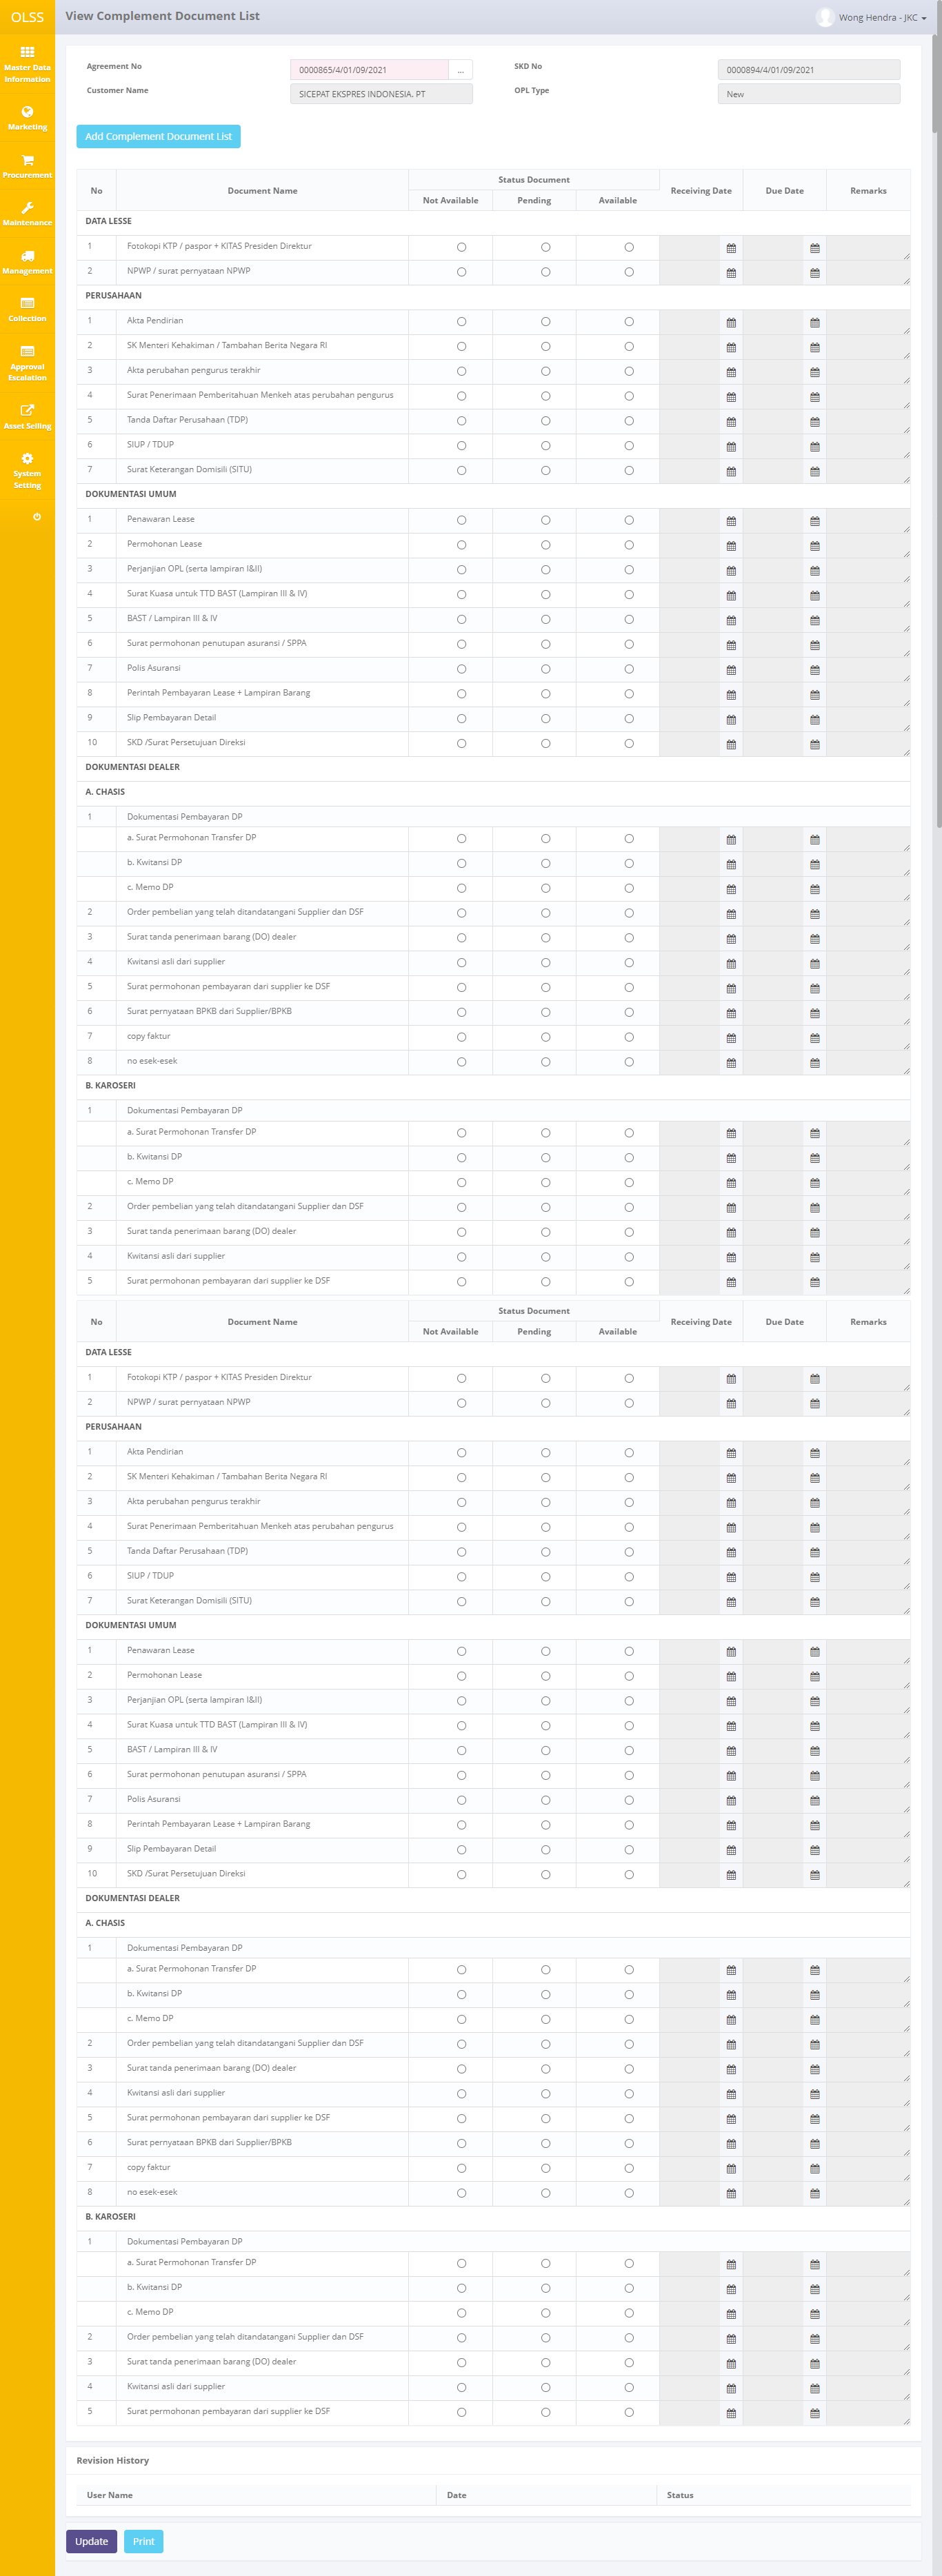 OLSS
View Complement Document List
Wong Hendra - JKC
Master Data
Information
Marketing
Procurement
Maintenance
Management
Collection
Approval
Escalation
Asset Selling
System
Setting
Agreement No 0000865/4/01/09/2021 ... SKD No 0000894/4/01/09/2021
Customer Name SICEPAT EKSPRES INDONESIA. PT OPL Type New
Add Complement Document List
No Document Name Status Document Receiving Date Due Date Remarks
Not Available Pending Available
DATA LESSE
1 Fotokopi KTP / paspor + KITAS Presiden Direktur
2 NPWP / surat pernyataan NPWP
PERUSAHAAN
1 Akta Pendirian
2 SK Menteri Kehakiman / Tambahan Berita Negara RI
3 Akta perubahan pengurus terakhir
4 Surat Penerimaan Pemberitahuan Menkeh atas perubahan pengurus
5 Tanda Daftar Perusahaan (TDP)
6 SIUP / TDUP
7 Surat Keterangan Domisili (SITU)
DOKUMENTASI UMUM
1 Penawaran Lease
2 Permohonan Lease
3 Perjanjian OPL (serta lampiran I&II)
4 Surat Kuasa untuk TTD BAST (Lampiran III & IV)
5 BAST / Lampiran III & IV
6 Surat permohonan penutupan asuransi / SPPA
7 Polis Asuransi
8 Perintah Pembayaran Lease + Lampiran Barang
9 Slip Pembayaran Detail
10 SKD /Surat Persetujuan Direksi
DOKUMENTASI DEALER
A. CHASIS
1 Dokumentasi Pembayaran DP
a. Surat Permohonan Transfer DP
b. Kwitansi DP
c. Memo DP
2 Order pembelian yang telah ditandatangani Supplier dan DSF
3 Surat tanda penerimaan barang (DO) dealer
4 Kwitansi asli dari supplier
5 Surat permohonan pembayaran dari supplier ke DSF
6 Surat pernyataan BPKB dari Supplier/BPKB
7 copy faktur
8 no esek-esek
B. KAROSERI
1 Dokumentasi Pembayaran DP
a. Surat Permohonan Transfer DP
b. Kwitansi DP
c. Memo DP
2 Order pembelian yang telah ditandatangani Supplier dan DSF
3 Surat tanda penerimaan barang (DO) dealer
4 Kwitansi asli dari supplier
5 Surat permohonan pembayaran dari supplier ke DSF
No Document Name Status Document Receiving Date Due Date Remarks
Not Available Pending Available
DATA LESSE
1 Fotokopi KTP / paspor + KITAS Presiden Direktur
2 NPWP / surat pernyataan NPWP
PERUSAHAAN
1 Akta Pendirian
2 SK Menteri Kehakiman / Tambahan Berita Negara RI
3 Akta perubahan pengurus terakhir
4 Surat Penerimaan Pemberitahuan Menkeh atas perubahan pengurus
5 Tanda Daftar Perusahaan (TDP)
6 SIUP / TDUP
7 Surat Keterangan Domisili (SITU)
DOKUMENTASI UMUM
1 Penawaran Lease
2 Permohonan Lease
3 Perjanjian OPL (serta lampiran I&II)
4 Surat Kuasa untuk TTD BAST (Lampiran III & IV)
5 BAST / Lampiran III & IV
6 Surat permohonan penutupan asuransi / SPPA
7 Polis Asuransi
8 Perintah Pembayaran Lease + Lampiran Barang
9 Slip Pembayaran Detail
10 SKD /Surat Persetujuan Direksi
DOKUMENTASI DEALER
A. CHASIS
1 Dokumentasi Pembayaran DP
a. Surat Permohonan Transfer DP
b. Kwitansi DP
c. Memo DP
2 Order pembelian yang telah ditandatangani Supplier dan DSF
3 Surat tanda penerimaan barang (DO) dealer
4 Kwitansi asli dari supplier
5 Surat permohonan pembayaran dari supplier ke DSF
6 Surat pernyataan BPKB dari Supplier/BPKB
7 copy faktur
8 no esek-esek
B. KAROSERI
1 Dokumentasi Pembayaran DP
a. Surat Permohonan Transfer DP
b. Kwitansi DP
c. Memo DP
2 Order pembelian yang telah ditandatangani Supplier dan DSF
3 Surat tanda penerimaan barang (DO) dealer
4 Kwitansi asli dari supplier
5 Surat permohonan pembayaran dari supplier ke DSF
Revision History
User Name Date Status
Update Print